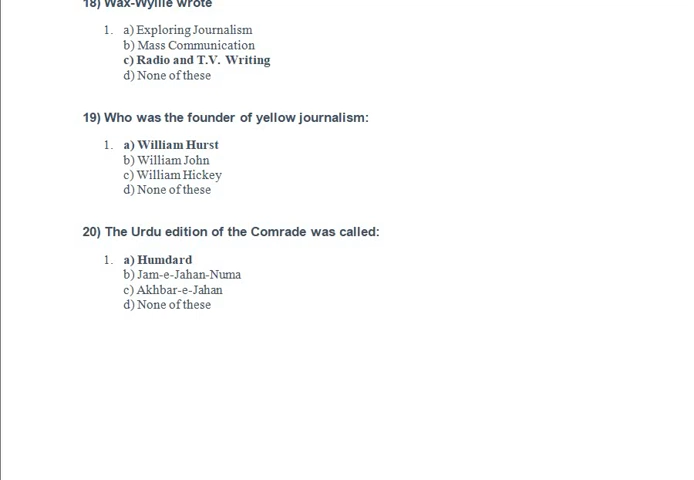 18) Wax-Wyllie wrote
1. a) Exploring Journalism
b) Mass Communication
c) Radio and T.V. Writing
d) None of these
19) Who was the founder of yellow journalism:
1. a) William Hurst
b) William John
c) William Hickey
d) None of these
20) The Urdu edition of the Comrade was called:
1. a) Humdard
b) Jam-e-Jahan-Numa
c) Akhbar-e-Jahan
d) None of these